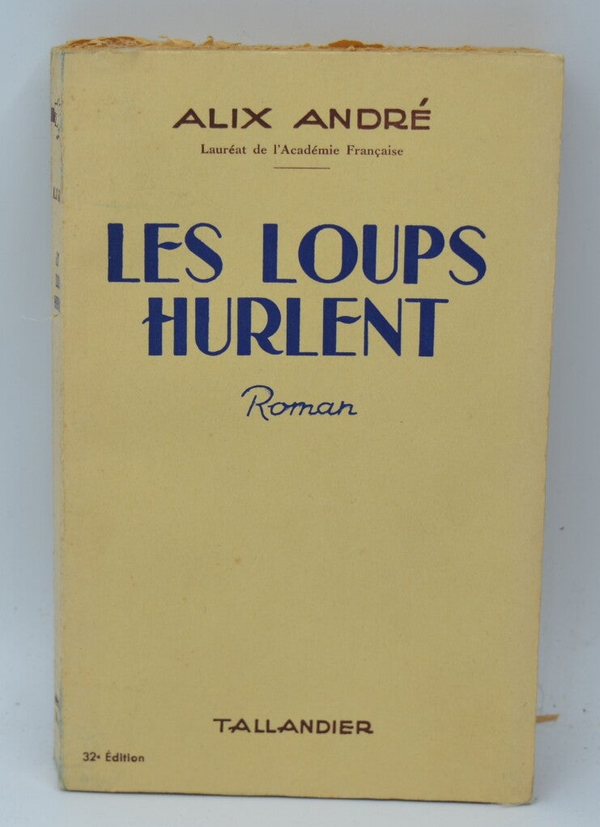 ALIX ANDRÉ
Lauréat de l'Académie Française
LES LOUPS
HURLENT
Roman
TALLANDIER
32e Édition